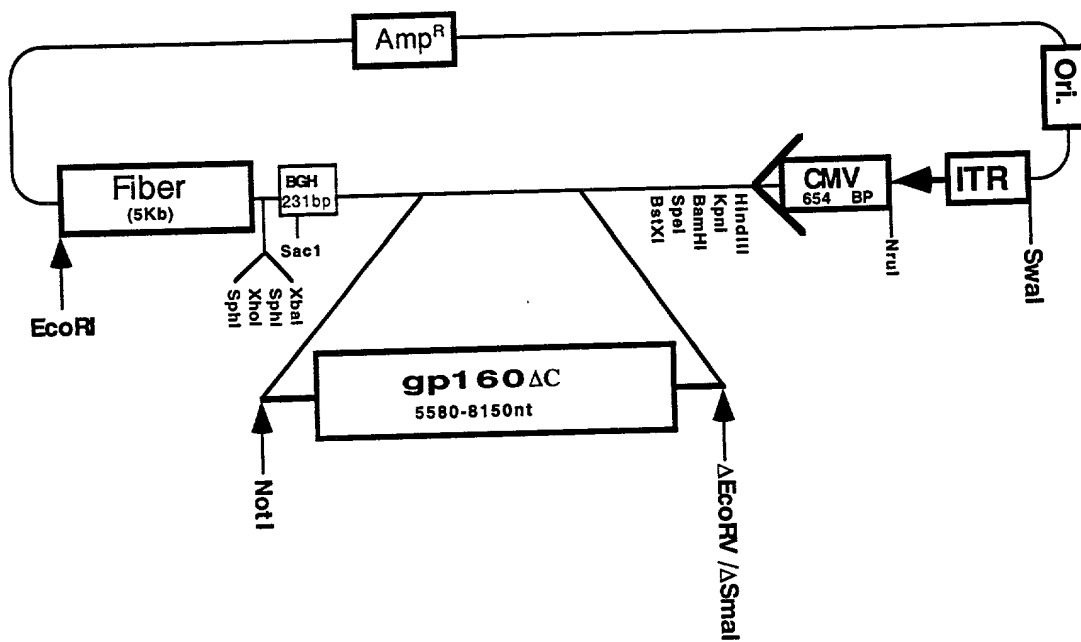 Amp^R
Ori.
Fiber
(5Kb)
BGH
231bp
CMV
654 BP
ITR
HindIII
KpnI
BamHI
SpeI
BstXI
NruI
SwaI
Sac1
XbaI
SphI
XhoI
SphI
EcoRI
gp160ΔC
5580-8150nt
NotI
ΔEcoRV /ΔSmaI